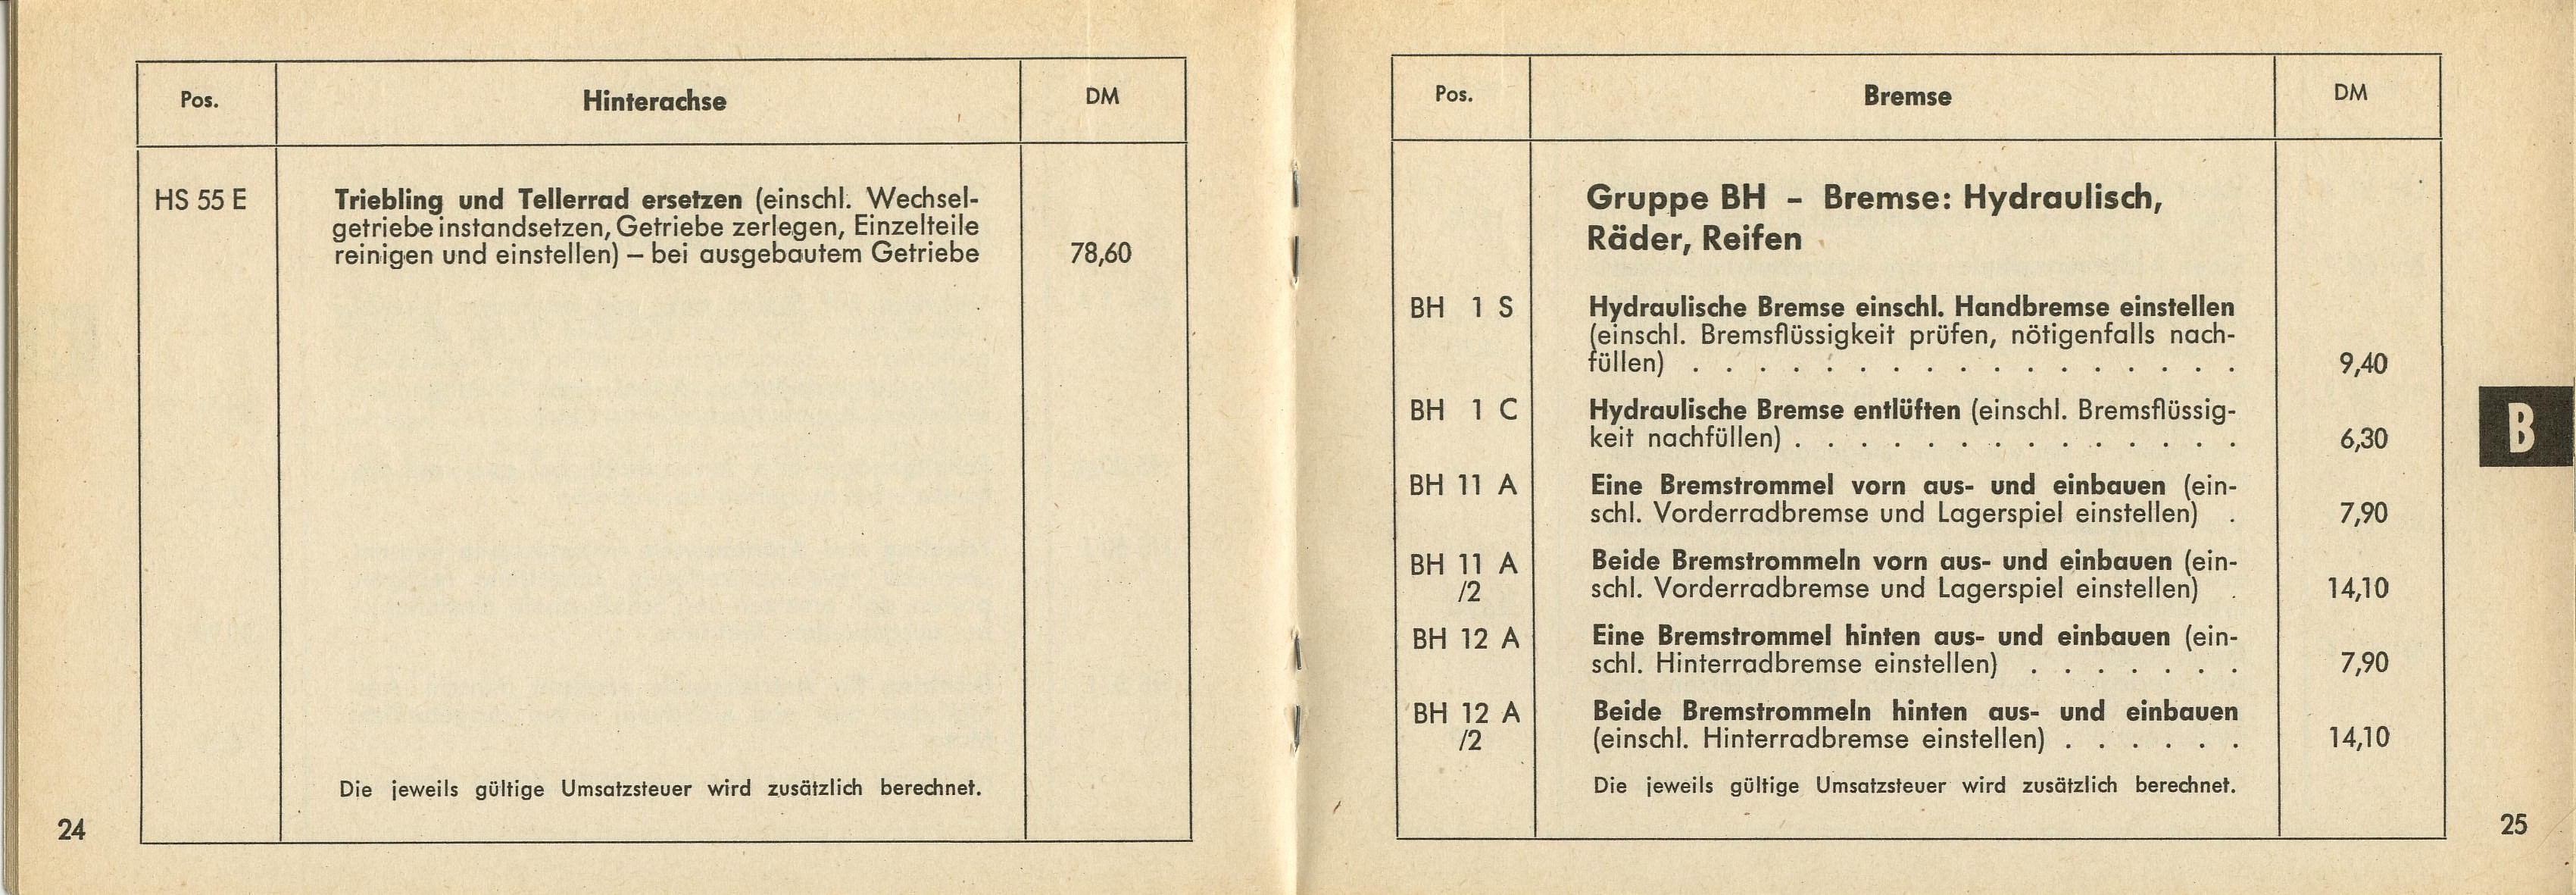 Pos. Hinterachse DM
HS 55 E Triebling und Tellerrad ersetzen (einschl. Wechsel-
getriebe instandsetzen, Getriebe zerlegen, Einzelteile
reinigen und einstellen) – bei ausgebautem Getriebe 78,60
Die jeweils gültige Umsatzsteuer wird zusätzlich berechnet.
24
Pos. Bremse DM
Gruppe BH – Bremse: Hydraulisch,
Räder, Reifen
BH 1 S Hydraulische Bremse einschl. Handbremse einstellen
(einschl. Bremsflüssigkeit prüfen, nötigenfalls nach-
füllen) . . . . . . . . . . . . . . . . . 9,40
BH 1 C Hydraulische Bremse entlüften (einschl. Bremsflüssig-
keit nachfüllen) . . . . . . . . . . . . . . 6,30
BH 11 A Eine Bremstrommel vorn aus- und einbauen (ein-
schl. Vorderradbremse und Lagerspiel einstellen) . 7,90
BH 11 A Beide Bremstrommeln vorn aus- und einbauen (ein-
/2 schl. Vorderradbremse und Lagerspiel einstellen) . 14,10
BH 12 A Eine Bremstrommel hinten aus- und einbauen (ein-
schl. Hinterradbremse einstellen) . . . . . . . 7,90
BH 12 A Beide Bremstrommeln hinten aus- und einbauen
/2 (einschl. Hinterradbremse einstellen) . . . . . . 14,10
Die jeweils gültige Umsatzsteuer wird zusätzlich berechnet.
B
25